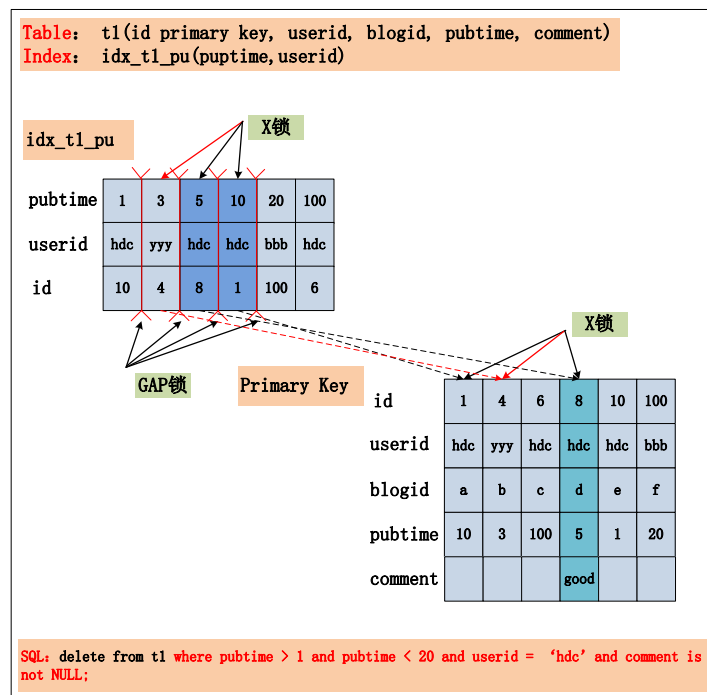 Table: t1(id primary key, userid, blogid, pubtime, comment)
Index: idx_t1_pu(puptime,userid)
X锁
idx_t1_pu
pubtime 1 3 5 10 20 100
userid hdc yyy hdc hdc bbb hdc
id 10 4 8 1 100 6
X锁
GAP锁
Primary Key
id 1 4 6 8 10 100
userid hdc yyy hdc hdc hdc bbb
blogid a b c d e f
pubtime 10 3 100 5 1 20
comment good
SQL: delete from t1 where pubtime > 1 and pubtime < 20 and userid = ‘hdc’ and comment is
not NULL;